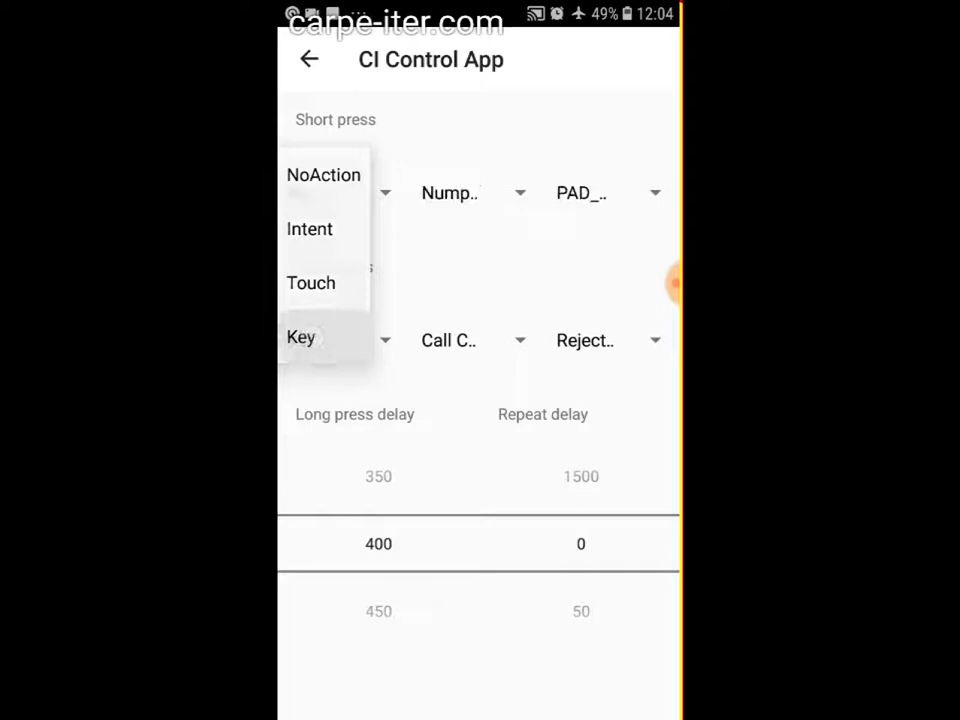 carpe-iter.com
49% 12:04
CI Control App
Short press
NoAction
Nump.. PAD_..
Intent
s
Touch
Key
Call C.. Reject..
Long press delay Repeat delay
350 1500
400 0
450 50